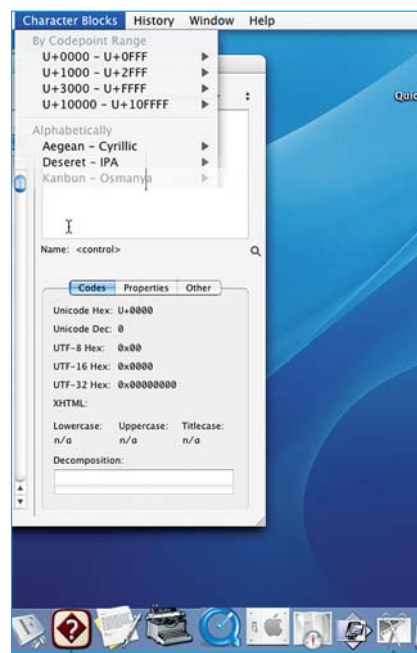 Character Blocks History Window Help
By Codepoint Range
U+0000 – U+0FFF
U+1000 – U+2FFF
U+3000 – U+FFFF
U+10000 – U+10FFFF
Alphabetically
Aegean – Cyrillic
Deseret – IPA
Kanbun – Osmanya
Name: <control>
Codes Properties Other
Unicode Hex: U+0000
Unicode Dec: 0
UTF-8 Hex: 0x00
UTF-16 Hex: 0x0000
UTF-32 Hex: 0x00000000
XHTML:
Lowercase: Uppercase: Titlecase:
n/a n/a n/a
Decomposition: